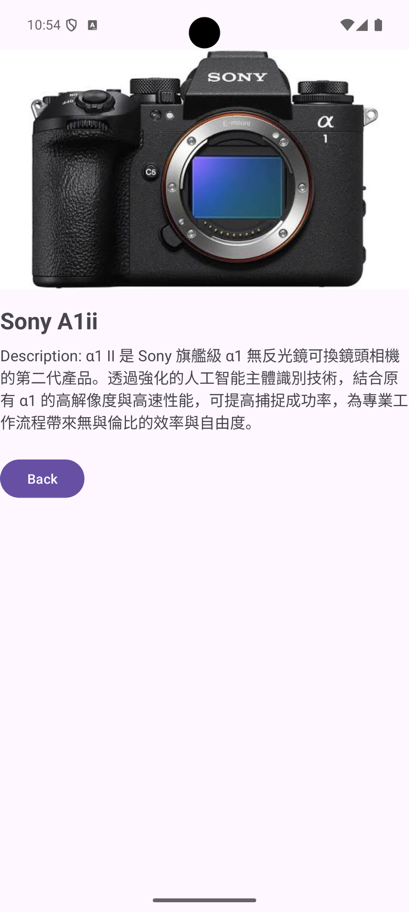 10:54
A
SONY
E-mount
α
1
C5
OFF
Sony A1ii
Description: α1 II 是 Sony 旗艦級 α1 無反光鏡可換鏡頭相機
的第二代產品。透過強化的人工智能主體識別技術，結合原
有 α1 的高解像度與高速性能，可提高捕捉成功率，為專業工
作流程帶來無與倫比的效率與自由度。
Back